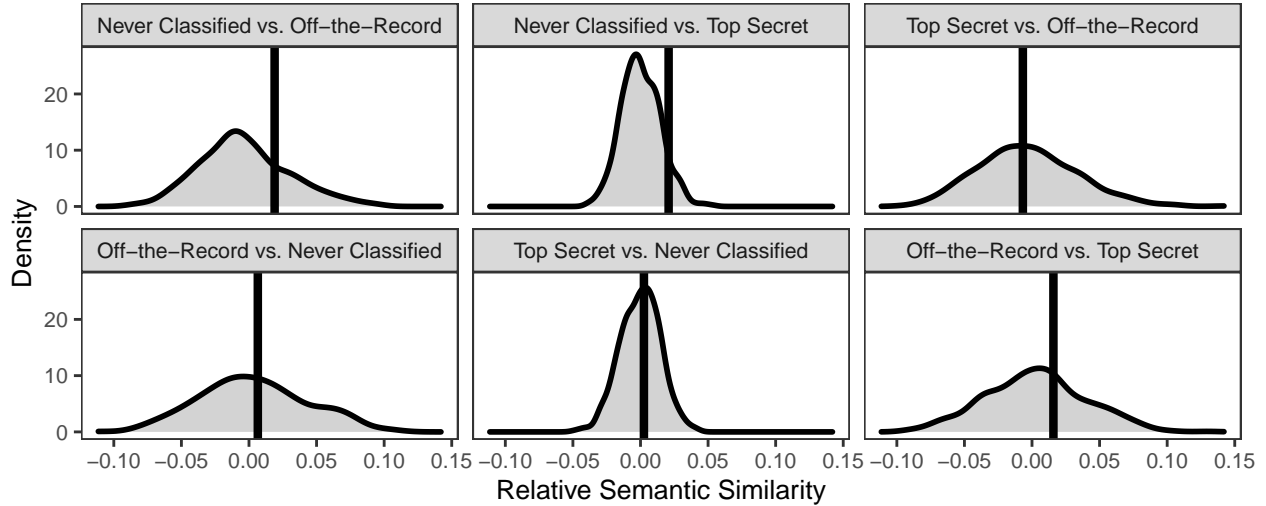 Never Classified vs. Off−the−Record
Never Classified vs. Top Secret
Top Secret vs. Off−the−Record
20
10
0
Density
Off−the−Record vs. Never Classified
Top Secret vs. Never Classified
Off−the−Record vs. Top Secret
20
10
0
−0.10 −0.05 0.00 0.05 0.10 0.15 −0.10 −0.05 0.00 0.05 0.10 0.15 −0.10 −0.05 0.00 0.05 0.10 0.15
Relative Semantic Similarity